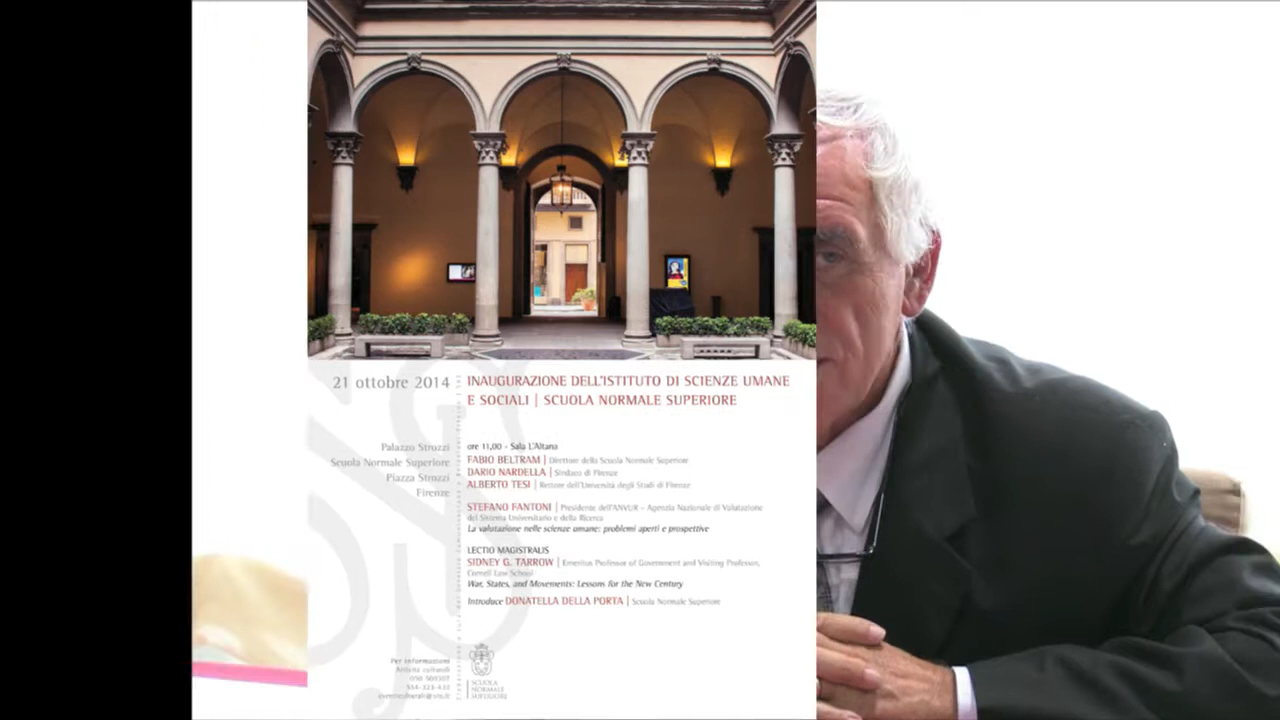 21 ottobre 2014
INAUGURAZIONE DELL'ISTITUTO DI SCIENZE UMANE
E SOCIALI | SCUOLA NORMALE SUPERIORE
Palazzo Strozzi
Scuola Normale Superiore
Piazza Strozzi
Firenze
ore 11,00 - Sala L'Altana
FABIO BELTRAM | Direttore della Scuola Normale Superiore
DARIO NARDELLA | Sindaco di Firenze
ALBERTO TESI | Rettore dell'Università degli Studi di Firenze
STEFANO FANTONI | Presidente dell'ANVUR - Agenzia Nazionale di Valutazione
del Sistema Universitario e della Ricerca
La valutazione nelle scienze umane: problemi aperti e prospettive
LECTIO MAGISTRALIS
SIDNEY G. TARROW | Emeritus Professor of Government and Visiting Professor,
Cornell Law School
War, States, and Movements: Lessons for the New Century
Introduce DONATELLA DELLA PORTA | Scuola Normale Superiore
Per informazioni
Attività culturali
SCUOLA
NORMALE
SUPERIORE